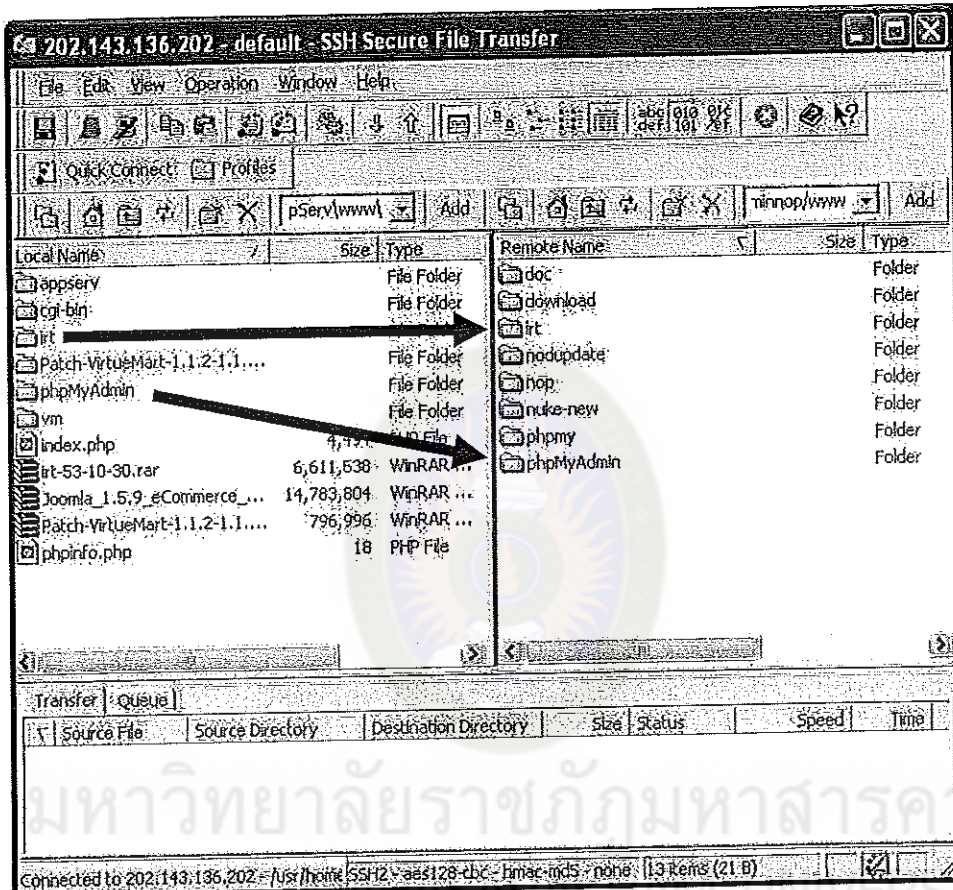 202.143.136.202 - default - SSH Secure File Transfer
File Edit View Operation Window Help
Quick Connect Profiles
pServ\www\ Add
minnop/www Add
Local Name / Size Type
appserv File Folder
cgi-bin File Folder
irt
Patch-VirtueMart-1.1.2-1.1.... File Folder
phpMyAdmin File Folder
vm File Folder
index.php PHP File
irt-53-10-30.rar 6,611,538 WinRAR ...
Joomla_1.5.9_eCommerce_... 14,783,804 WinRAR ...
Patch-VirtueMart-1.1.2-1.1.... 796,996 WinRAR ...
phpinfo.php 18 PHP File
Remote Name Size Type
doc Folder
download Folder
irt Folder
nodupdate Folder
nop Folder
nuke-new Folder
phpmy Folder
phpMyAdmin Folder
Transfer Queue
Source File Source Directory Destination Directory Size Status Speed Time
มหาวิทยาลัยราชภัฏมหาสารค
Connected to 202.143.136.202 - /usr/home SSH2 - aes128-cbc - hmac-md5 - none 13 items (21 B)